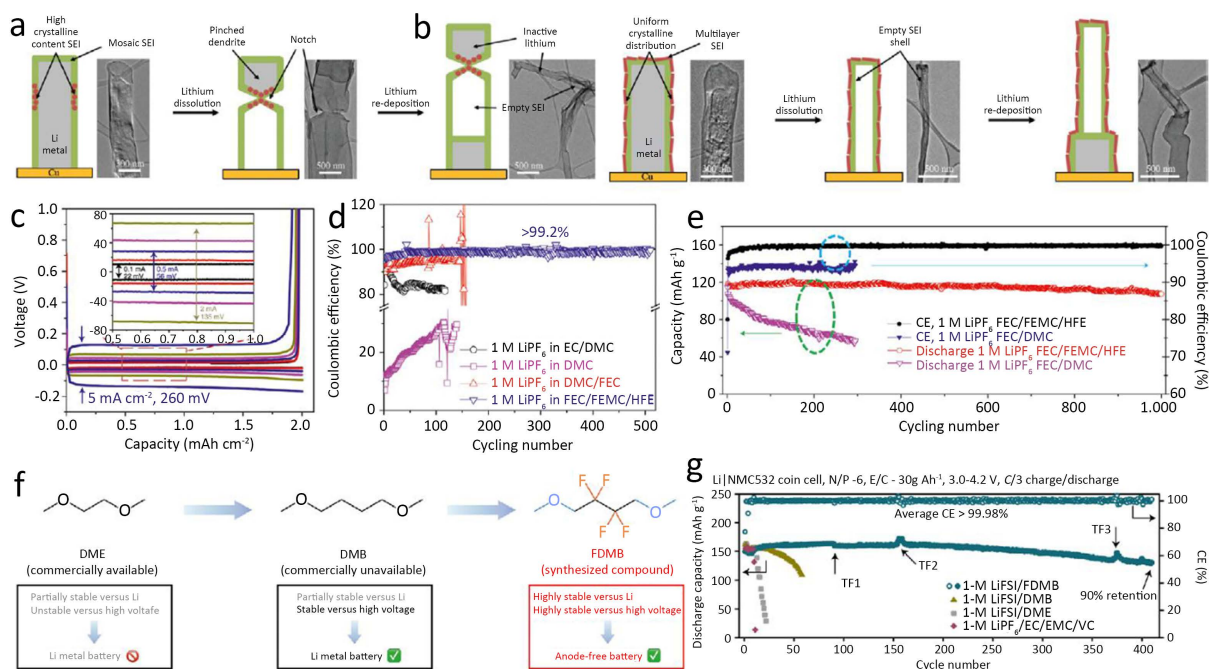 a
High
crystalline
content SEI
Mosaic SEI
Li
metal
Cu
300 nm
Lithium
dissolution
Pinched
dendrite
Notch
500 nm
Lithium
re-deposition
b
Inactive
lithium
Empty SEI
500 nm
Uniform
crystalline
distribution
Multilayer
SEI
Li
metal
500 nm
Lithium
dissolution
Empty SEI
shell
500 nm
Lithium
re-deposition
500 nm
c
Voltage (V)
1.0
0.8
0.6
0.4
0.2
0.0
-0.2
80
40
0
-40
-80
0.1 mA
22 mV
0.5 mA
56 mV
2 mA
135 mV
0.5 0.6 0.7 0.8 0.9 1.0
5 mA cm-2, 260 mV
0.0 0.5 1.0 1.5 2.0
Capacity (mAh cm-2)
d
Coulombic efficiency (%)
120
100
80
20
0
>99.2%
1 M LiPF6 in EC/DMC
1 M LiPF6 in DMC
1 M LiPF6 in DMC/FEC
1 M LiPF6 in FEC/FEMC/HFE
0 100 200 300 400 500
Cycling number
e
Capacity (mAh g-1)
160
120
80
40
0
CE, 1 M LiPF6 FEC/FEMC/HFE
CE, 1 M LiPF6 FEC/DMC
Discharge 1 M LiPF6 FEC/FEMC/HFE
Discharge 1 M LiPF6 FEC/DMC
100
90
80
70
60
Coulombic efficiency (%)
0 200 400 600 800 1.000
Cycling number
f
O
O
DME
(commercially available)
Partially stable versus Li
Unstable versus high voltafe
Li metal battery
O
O
DMB
(commercially unavailable)
Partially stable versus Li
Stable versus high voltage
Li metal battery
O
F F
F F
O
FDMB
(synthesized compound)
Highly stable versus Li
Highly stable versus high voltage
Anode-free battery
g
Li|NMC532 coin cell, N/P -6, E/C - 30g Ah-1, 3.0-4.2 V, C/3 charge/discharge
Discharge capacity (mAh g-1)
250
200
150
100
50
0
Average CE > 99.98%
TF1
TF2
TF3
90% retention
1-M LiFSI/FDMB
1-M LiFSI/DMB
1-M LiFSI/DME
1-M LiPF6/EC/EMC/VC
100
80
60
40
20
0
CE (%)
0 50 100 150 200 250 300 350 400
Cycle number